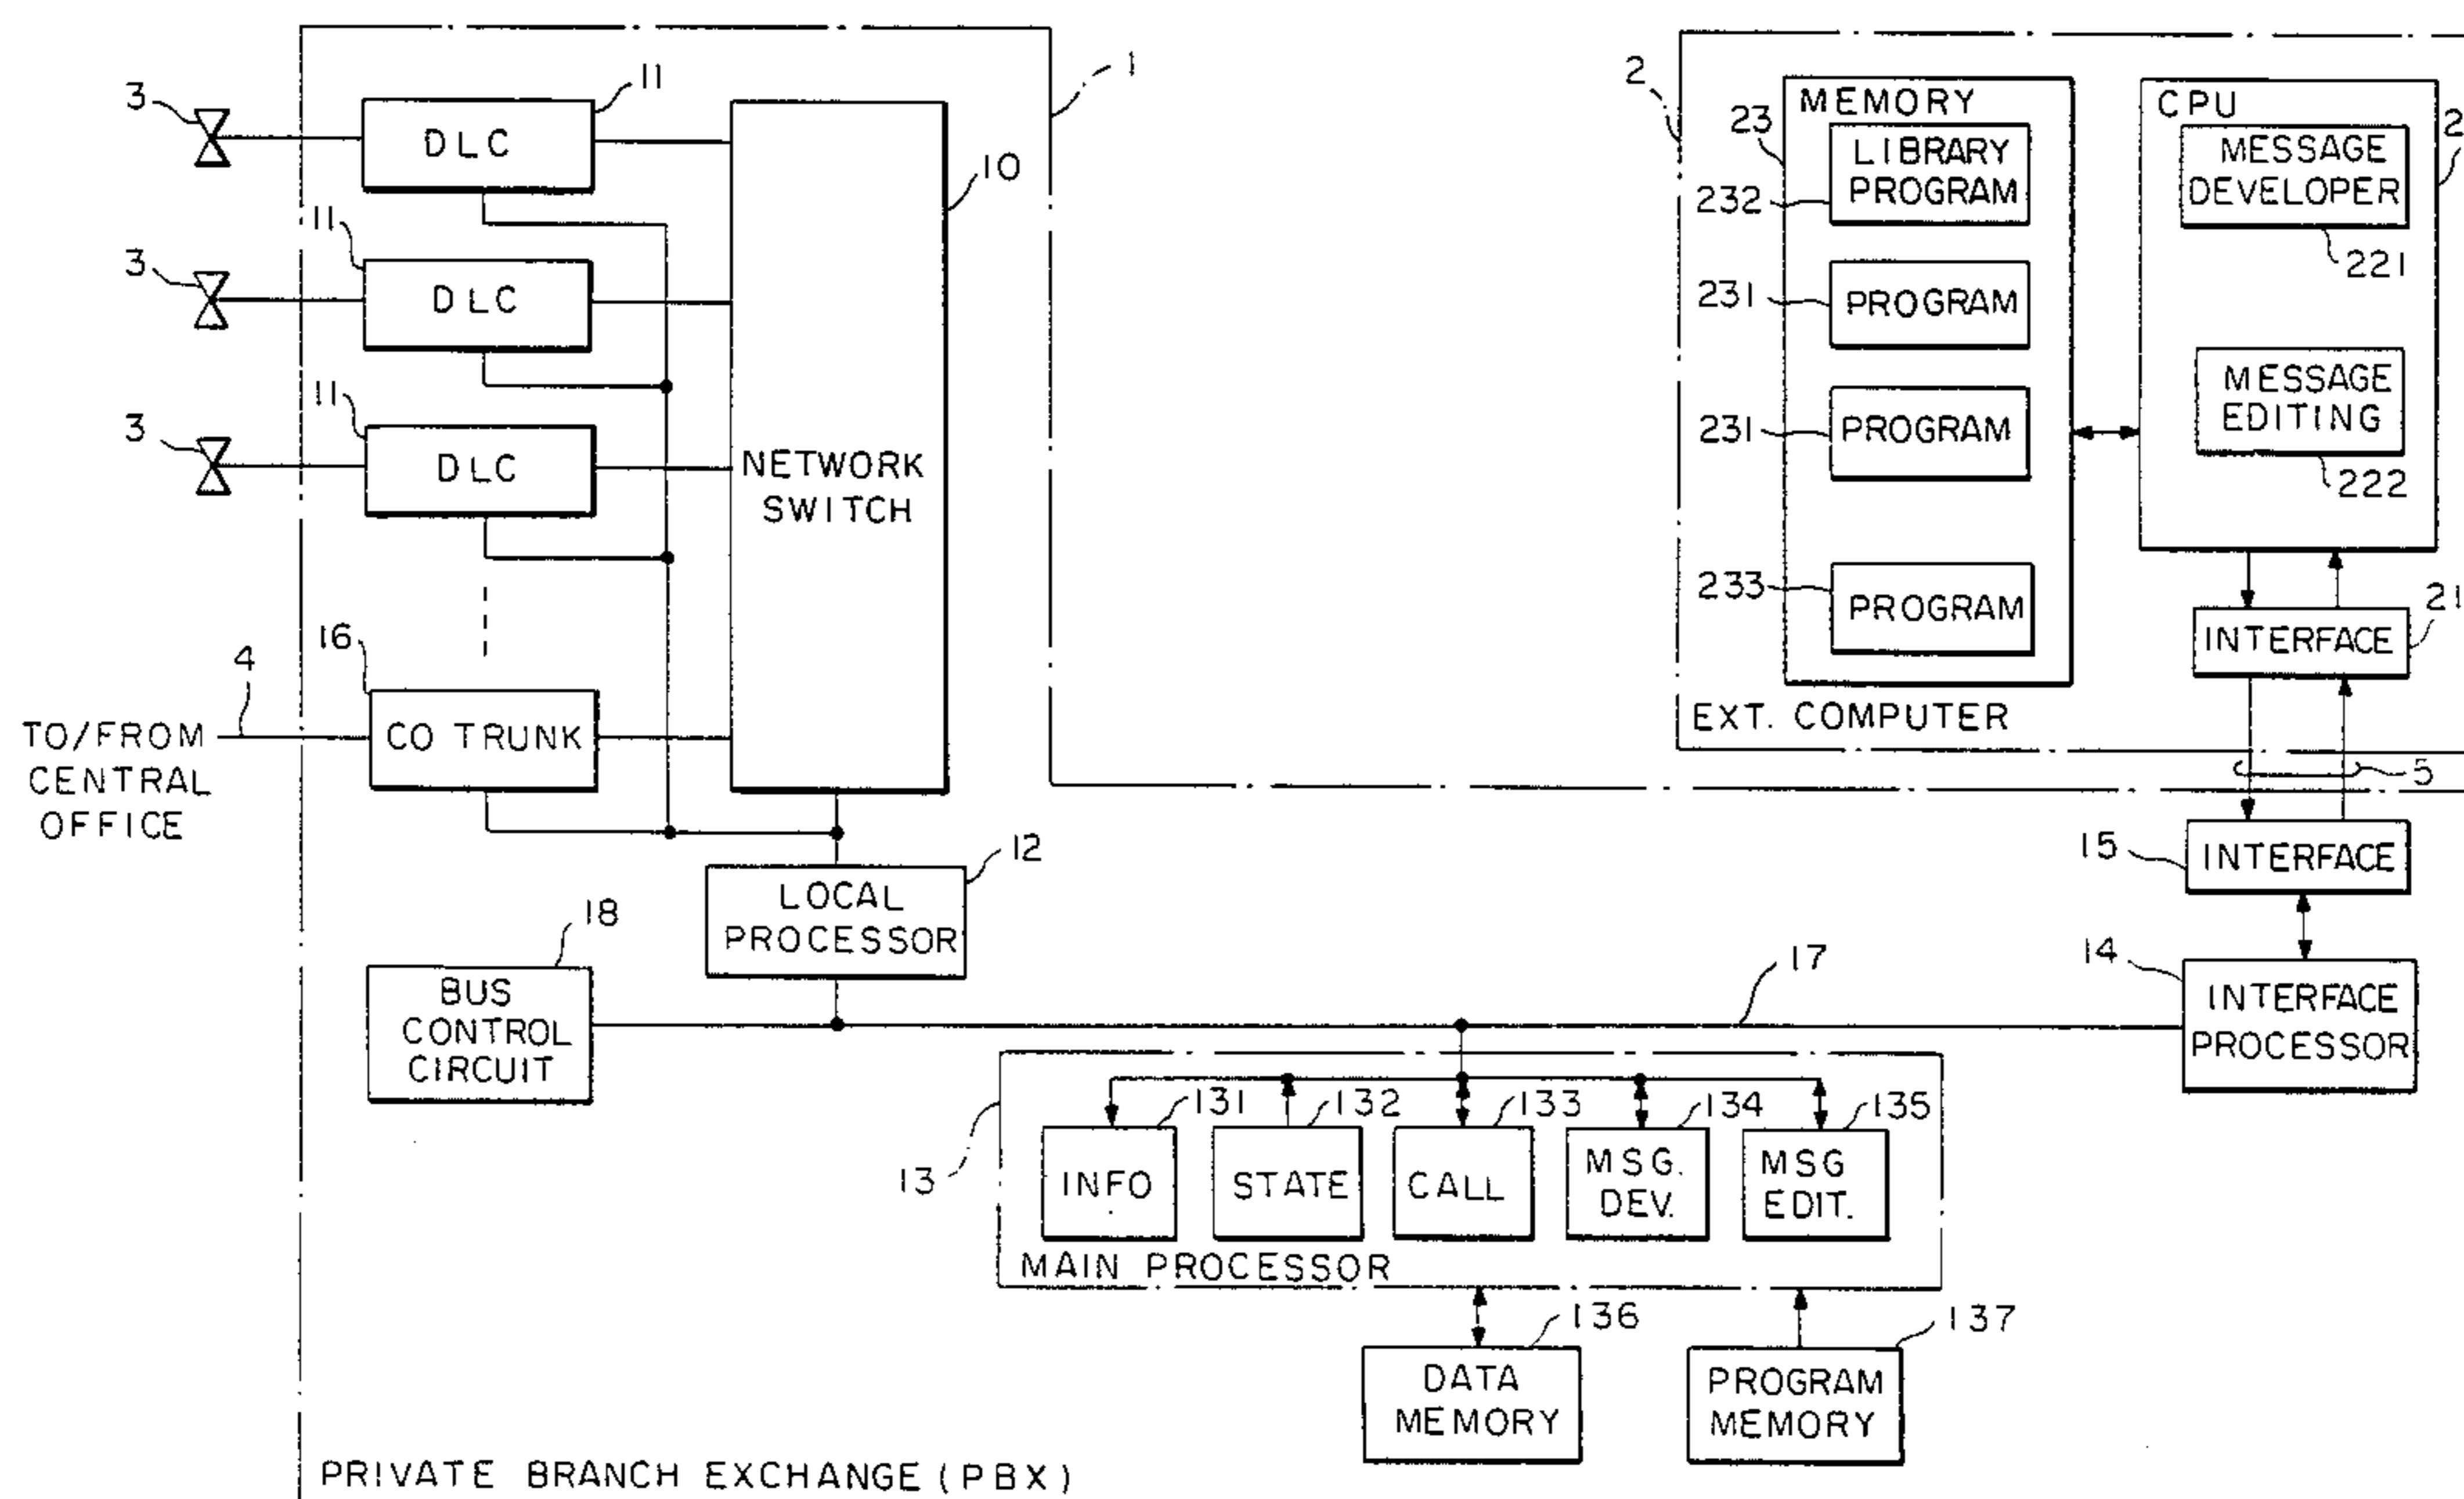 3
11
DLC
1
10
3
11
DLC
3
11
DLC
NETWORK
SWITCH
16
4
CO TRUNK
TO/FROM
CENTRAL
OFFICE
12
LOCAL
PROCESSOR
18
BUS
CONTROL
CIRCUIT
17
2
23
MEMORY
LIBRARY
PROGRAM
232
231
PROGRAM
231
PROGRAM
233
PROGRAM
EXT. COMPUTER
CPU
MESSAGE
DEVELOPER
221
MESSAGE
EDITING
222
21
INTERFACE
5
15
INTERFACE
14
INTERFACE
PROCESSOR
13
131
INFO
132
STATE
133
CALL
134
MSG.
DEV.
135
MSG
EDIT.
MAIN PROCESSOR
136
DATA
MEMORY
137
PROGRAM
MEMORY
PRIVATE BRANCH EXCHANGE (PBX)